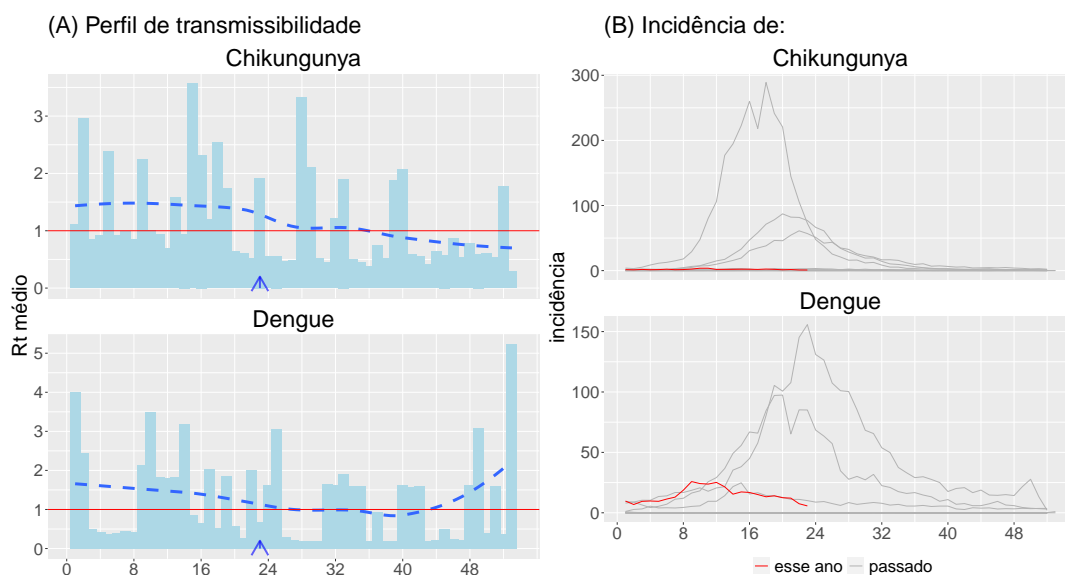 (A) Perfil de transmissibilidade
Chikungunya
3
2
1
0
Dengue
5
4
3
2
1
0
0 8 16 24 32 40 48
Rt médio
(B) Incidência de:
Chikungunya
300
200
100
0
Dengue
150
100
50
25
0
0 8 16 24 32 40 48
incidência
esse ano passado